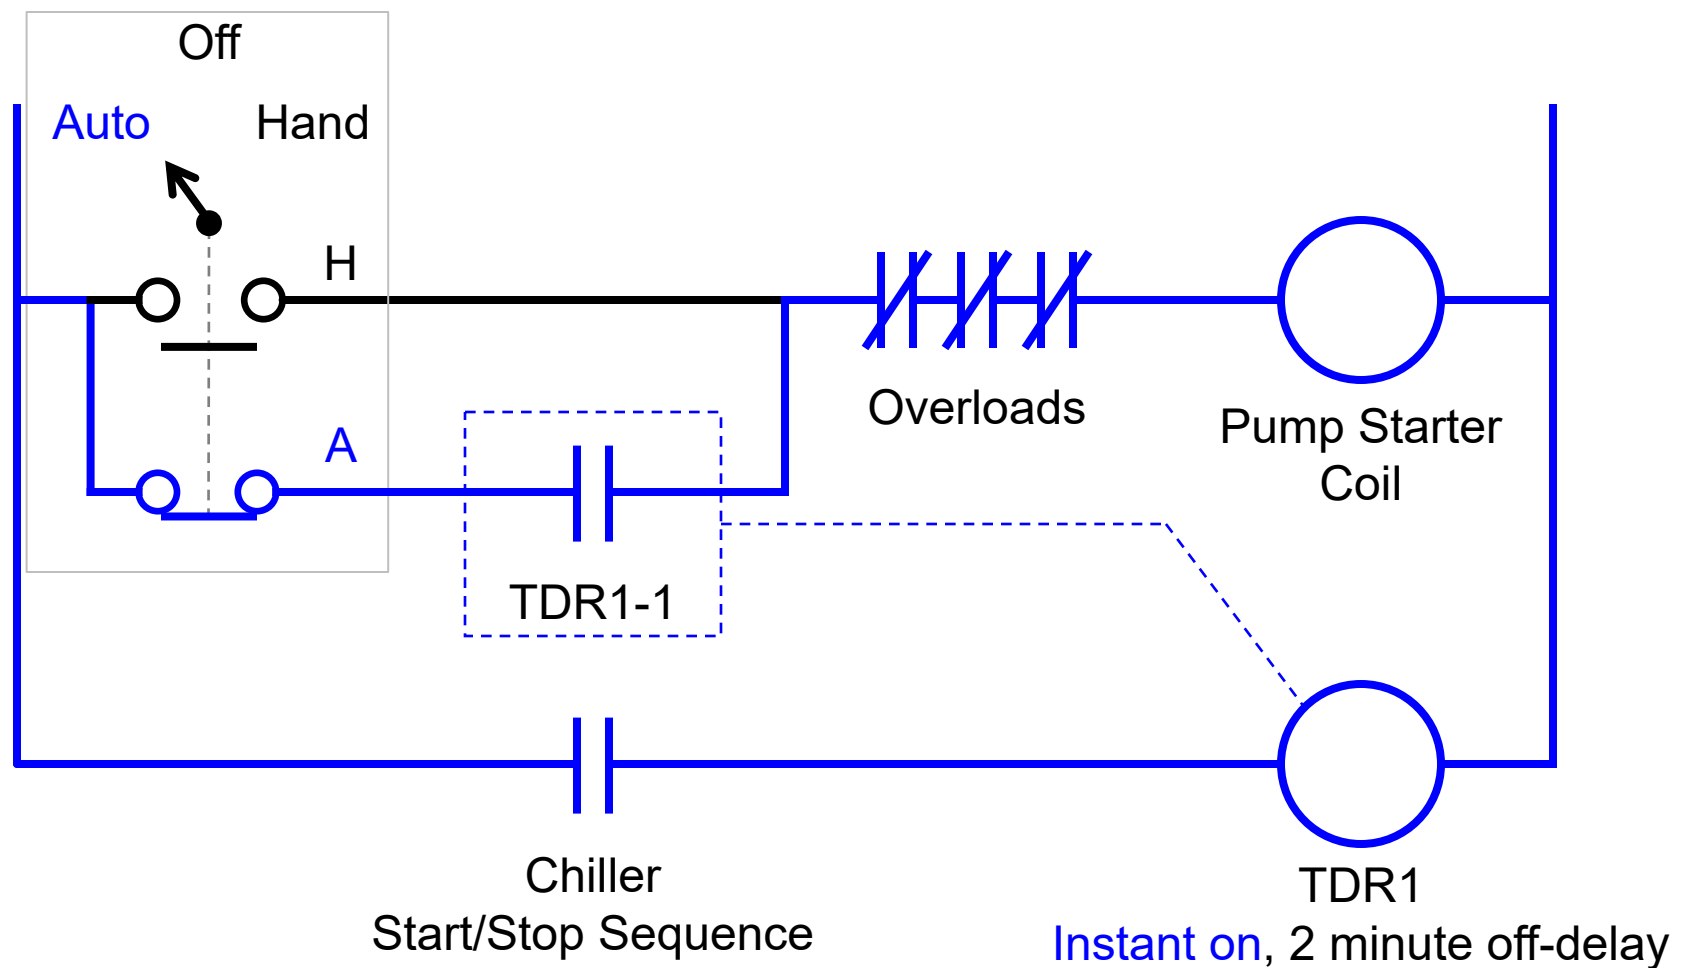 Off
Auto
Hand
H
A
Overloads
Pump Starter
Coil
TDR1-1
Chiller
Start/Stop Sequence
TDR1
Instant on, 2 minute off-delay